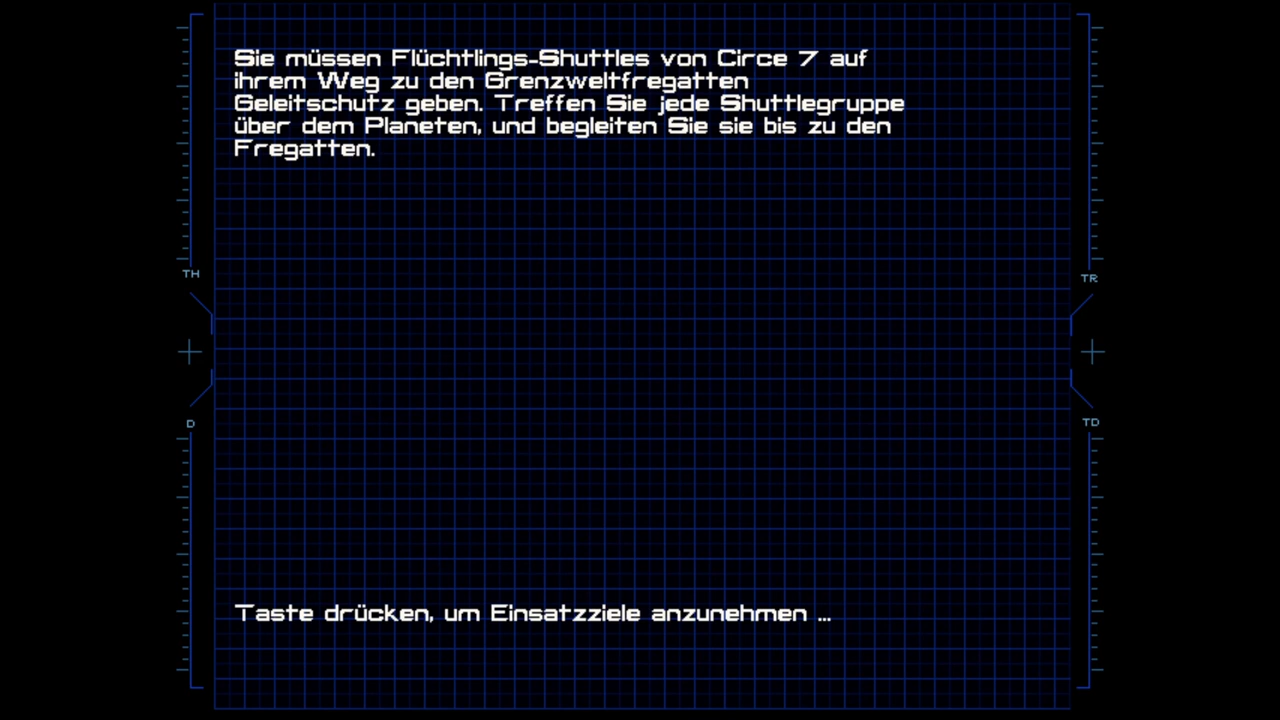 Sie müssen Flüchtlings-Shuttles von Circe 7 auf
ihrem Weg zu den Grenzweltfregatten
Geleitschutz geben. Treffen Sie jede Shuttlegruppe
über dem Planeten, und begleiten Sie sie bis zu den
Fregatten.
TH
TR
D
TD
Taste drücken, um Einsatzziele anzunehmen ...